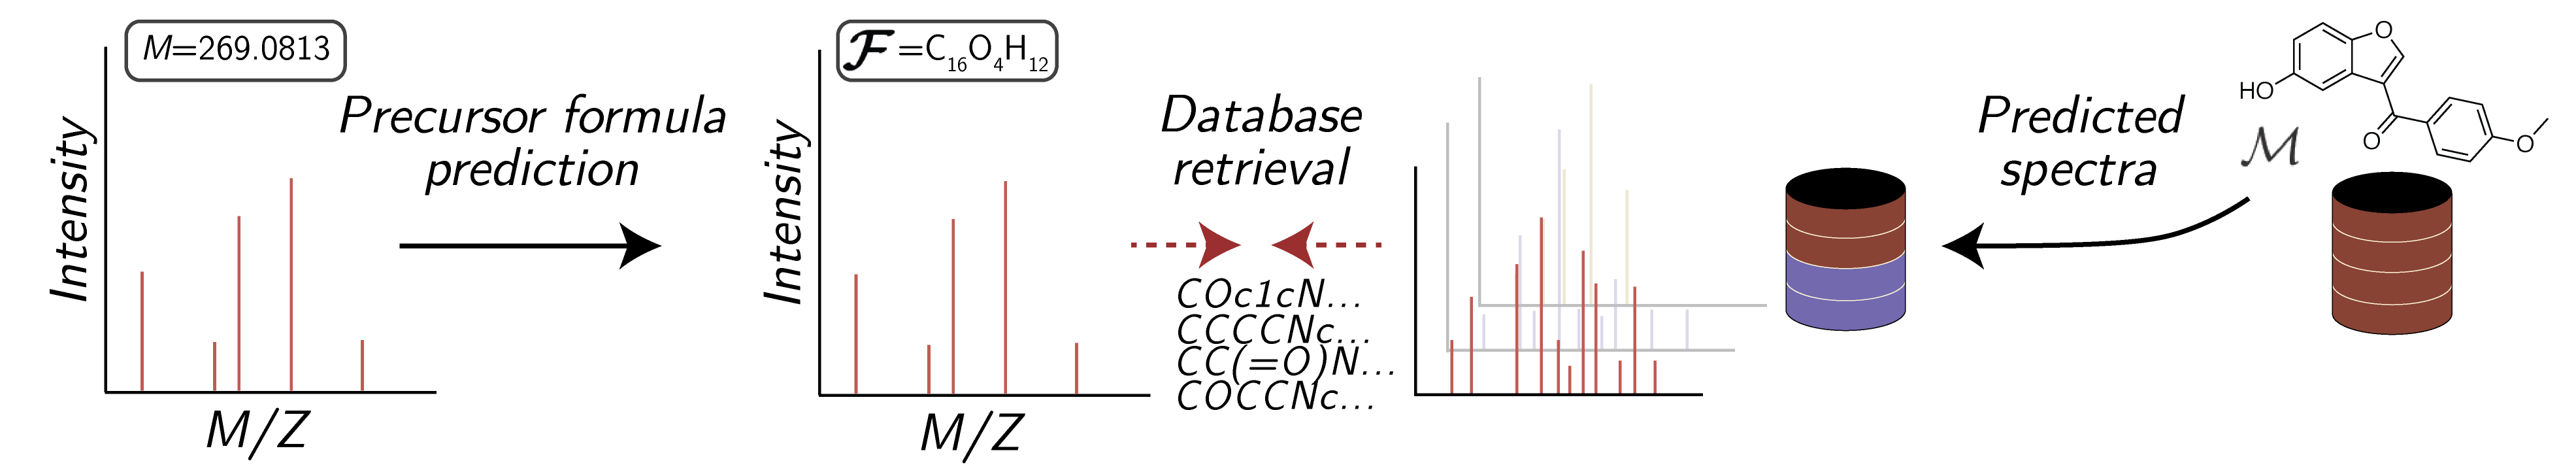 M=269.0813
Intensity
M/Z
Precursor formula
prediction
ℱ=C₁₆O₄H₁₂
Intensity
M/Z
Database
retrieval
COc1cN...
CCCCNc...
CC(=O)N...
COCCNc...
Predicted
spectra
O
HO
O
O
ℳ